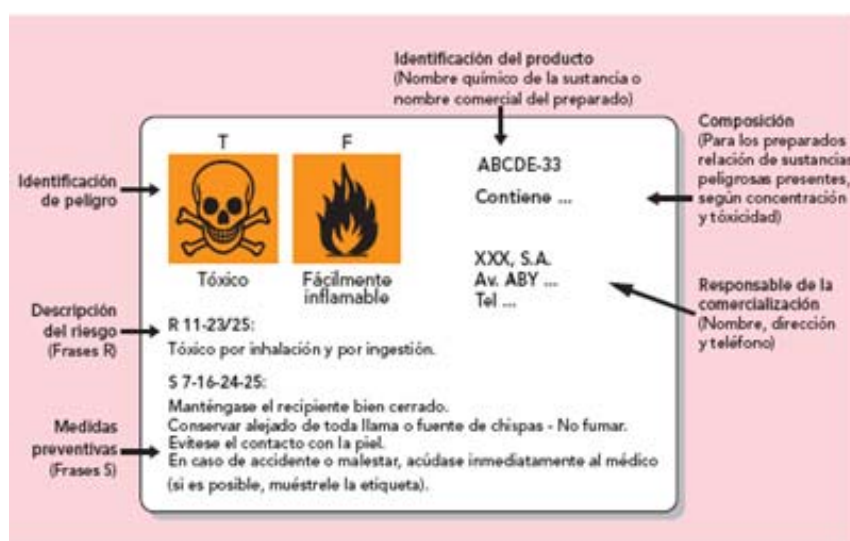 Identificación del producto
(Nombre químico de la sustancia o
nombre comercial del preparado)
Composición
(Para los preparados
relación de sustancias
peligrosas presentes,
según concentración
y tóxicidad)
T
F
ABCDE-33
Contiene ...
Identificación
de peligro
XXX, S.A.
Av. ABY ...
Tel ...
Tóxico
Fácilmente
inflamable
Responsable de la
comercialización
(Nombre, dirección
y teléfono)
Descripción
del riesgo
(Frases R)
R 11-23/25:
Tóxico por inhalación y por ingestión.
S 7-16-24-25:
Manténgase el recipiente bien cerrado.
Conservar alejado de toda llama o fuente de chispas - No fumar.
Evítese el contacto con la piel.
En caso de accidente o malestar, acúdase inmediatamente al médico
(si es posible, muéstrele la etiqueta).
Medidas
preventivas
(Frases S)